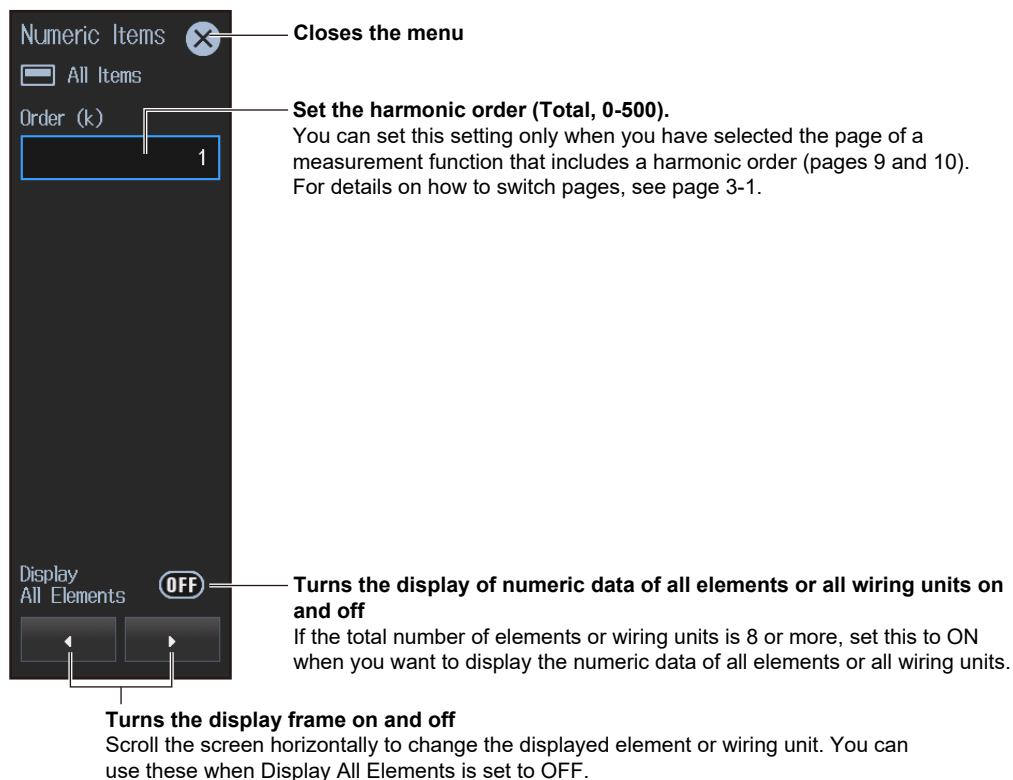 Numeric Items
Closes the menu
All Items
Order (k)
1
Set the harmonic order (Total, 0-500).
You can set this setting only when you have selected the page of a
measurement function that includes a harmonic order (pages 9 and 10).
For details on how to switch pages, see page 3-1.
Display
All Elements
OFF
Turns the display of numeric data of all elements or all wiring units on
and off
If the total number of elements or wiring units is 8 or more, set this to ON
when you want to display the numeric data of all elements or all wiring units.
Turns the display frame on and off
Scroll the screen horizontally to change the displayed element or wiring unit. You can
use these when Display All Elements is set to OFF.